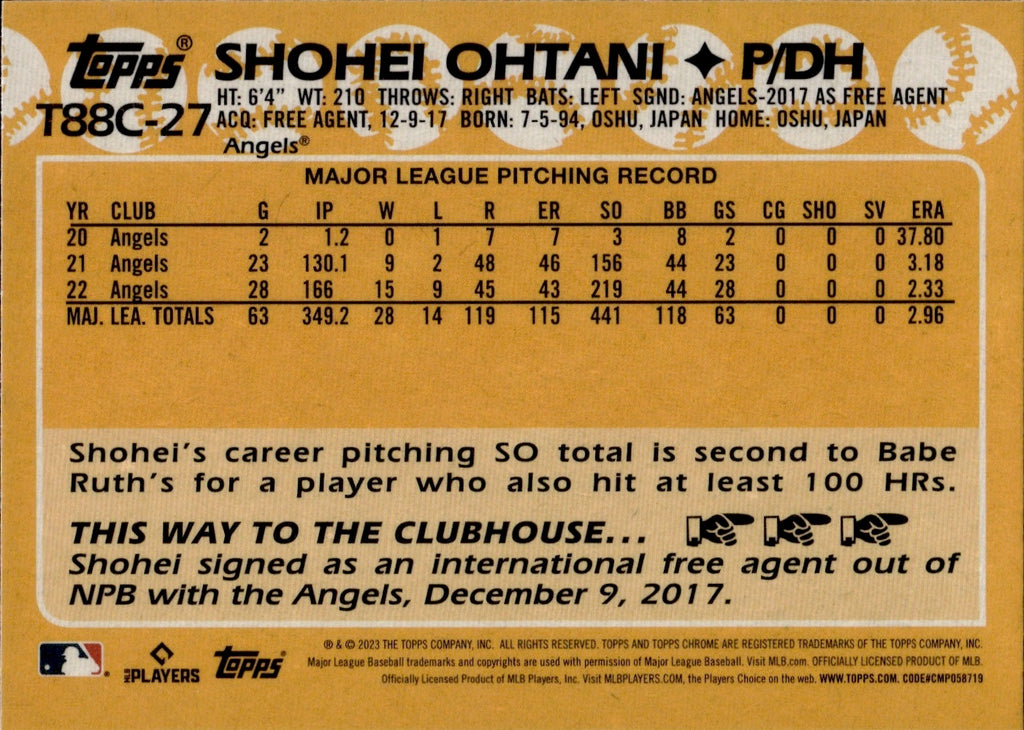 Topps® SHOHEI OHTANI ✦ P/DH
T88C-27 HT: 6'4" WT: 210 THROWS: RIGHT BATS: LEFT SGND: ANGELS-2017 AS FREE AGENT
ACQ: FREE AGENT, 12-9-17 BORN: 7-5-94, OSHU, JAPAN HOME: OSHU, JAPAN
Angels®
MAJOR LEAGUE PITCHING RECORD
YR CLUB G IP W L R ER SO BB GS CG SHO SV ERA
20 Angels 2 1.2 0 1 7 7 3 8 2 0 0 0 37.80
21 Angels 23 130.1 9 2 48 46 156 44 23 0 0 0 3.18
22 Angels 28 166 15 9 45 43 219 44 28 0 0 0 2.33
MAJ. LEA. TOTALS 63 349.2 28 14 119 115 441 118 63 0 0 0 2.96
Shohei's career pitching SO total is second to Babe
Ruth's for a player who also hit at least 100 HRs.
THIS WAY TO THE CLUBHOUSE...
Shohei signed as an international free agent out of
NPB with the Angels, December 9, 2017.
MLB PLAYERS Topps
® & © 2023 THE TOPPS COMPANY, INC. ALL RIGHTS RESERVED. TOPPS AND TOPPS CHROME ARE REGISTERED TRADEMARKS OF THE TOPPS COMPANY, INC.
Major League Baseball trademarks and copyrights are used with permission of Major League Baseball. Visit MLB.com. OFFICIALLY LICENSED PRODUCT OF MLB.
Officially Licensed Product of MLB Players, Inc. Visit MLBPLAYERS.COM, the Players Choice on the web. WWW.TOPPS.COM. CODE#CMP058719